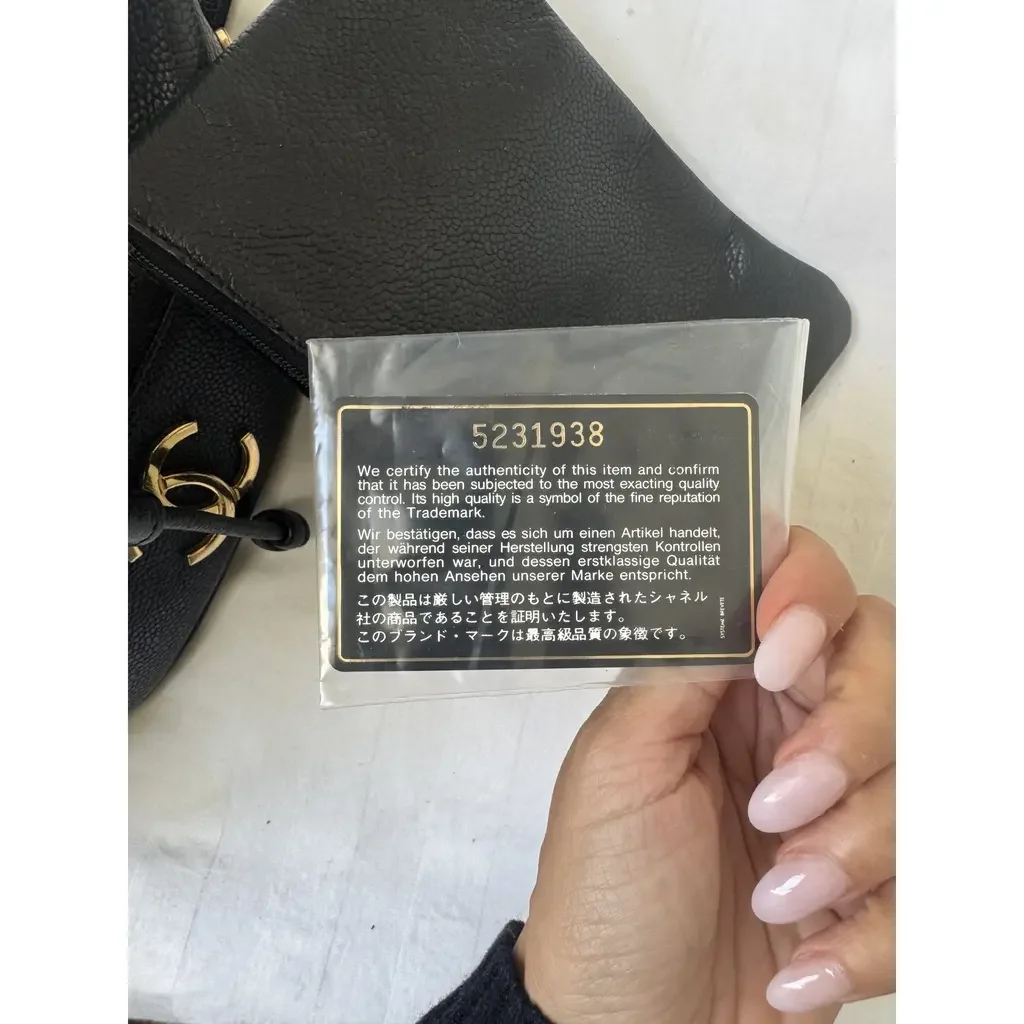 5231938
We certify the authenticity of this item and confirm
that it has been subjected to the most exacting quality
control. Its high quality is a symbol of the fine reputation
of the Trademark.
Wir bestätigen, dass es sich um einen Artikel handelt,
der während seiner Herstellung strengsten Kontrollen
unterworfen war, und dessen erstklassige Qualität
dem hohen Ansehen unserer Marke entspricht.
この製品は厳しい管理のもとに製造されたシャネル
社の商品であることを証明いたします。
このブランド・マークは最高級品質の象徴です。
SYSTEME BREVETE